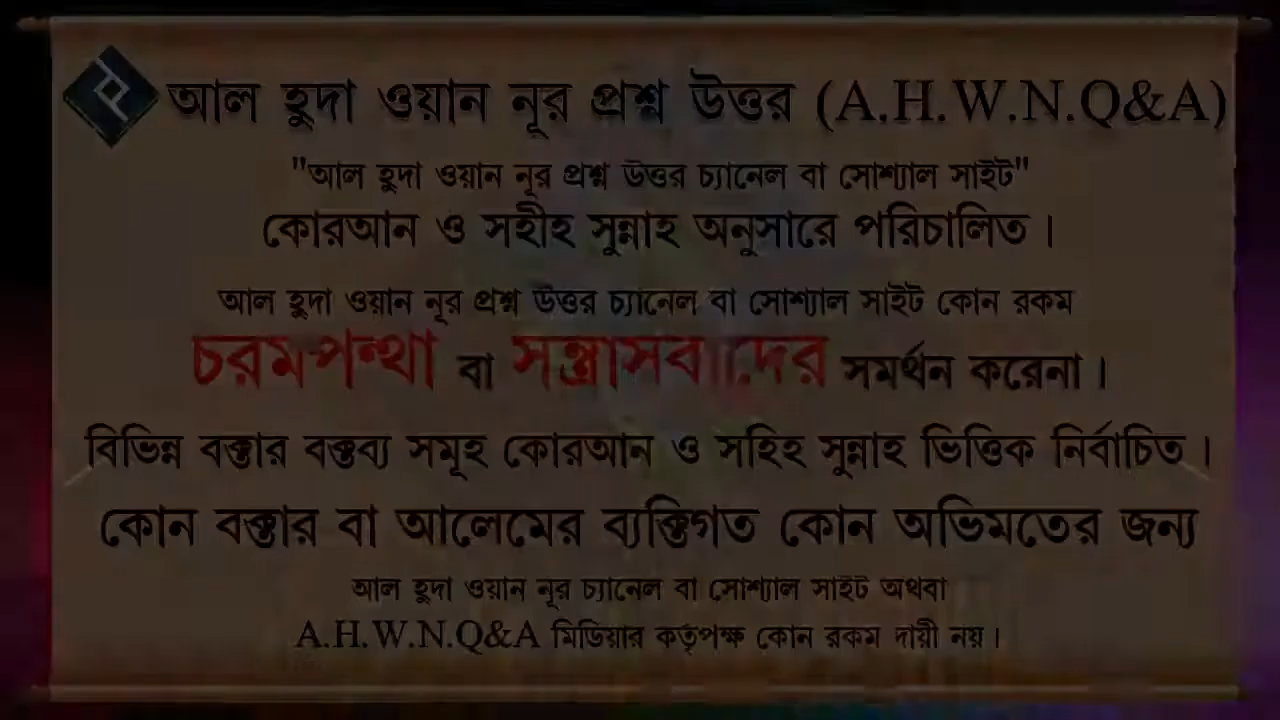 আল হুদা ওয়ান নূর প্রশ্ন উত্তর (A.H.W.N.Q&A)
"আল হুদা ওয়ান নূর প্রশ্ন উত্তর চ্যানেল বা সোশ্যাল সাইট"
কোরআন ও সহীহ সুন্নাহ অনুসারে পরিচালিত।
আল হুদা ওয়ান নূর প্রশ্ন উত্তর চ্যানেল বা সোশ্যাল সাইট কোন রকম
চরমপন্থা বা সন্ত্রাসবাদের সমর্থন করেনা।
বিভিন্ন বক্তার বক্তব্য সমূহ কোরআন ও সহিহ সুন্নাহ ভিত্তিক নির্বাচিত।
কোন বক্তার বা আলেমের ব্যক্তিগত কোন অভিমতের জন্য
আল হুদা ওয়ান নূর চ্যানেল বা সোশ্যাল সাইট অথবা
A.H.W.N.Q&A মিডিয়ার কর্তৃপক্ষ কোন রকম দায়ী নয়।